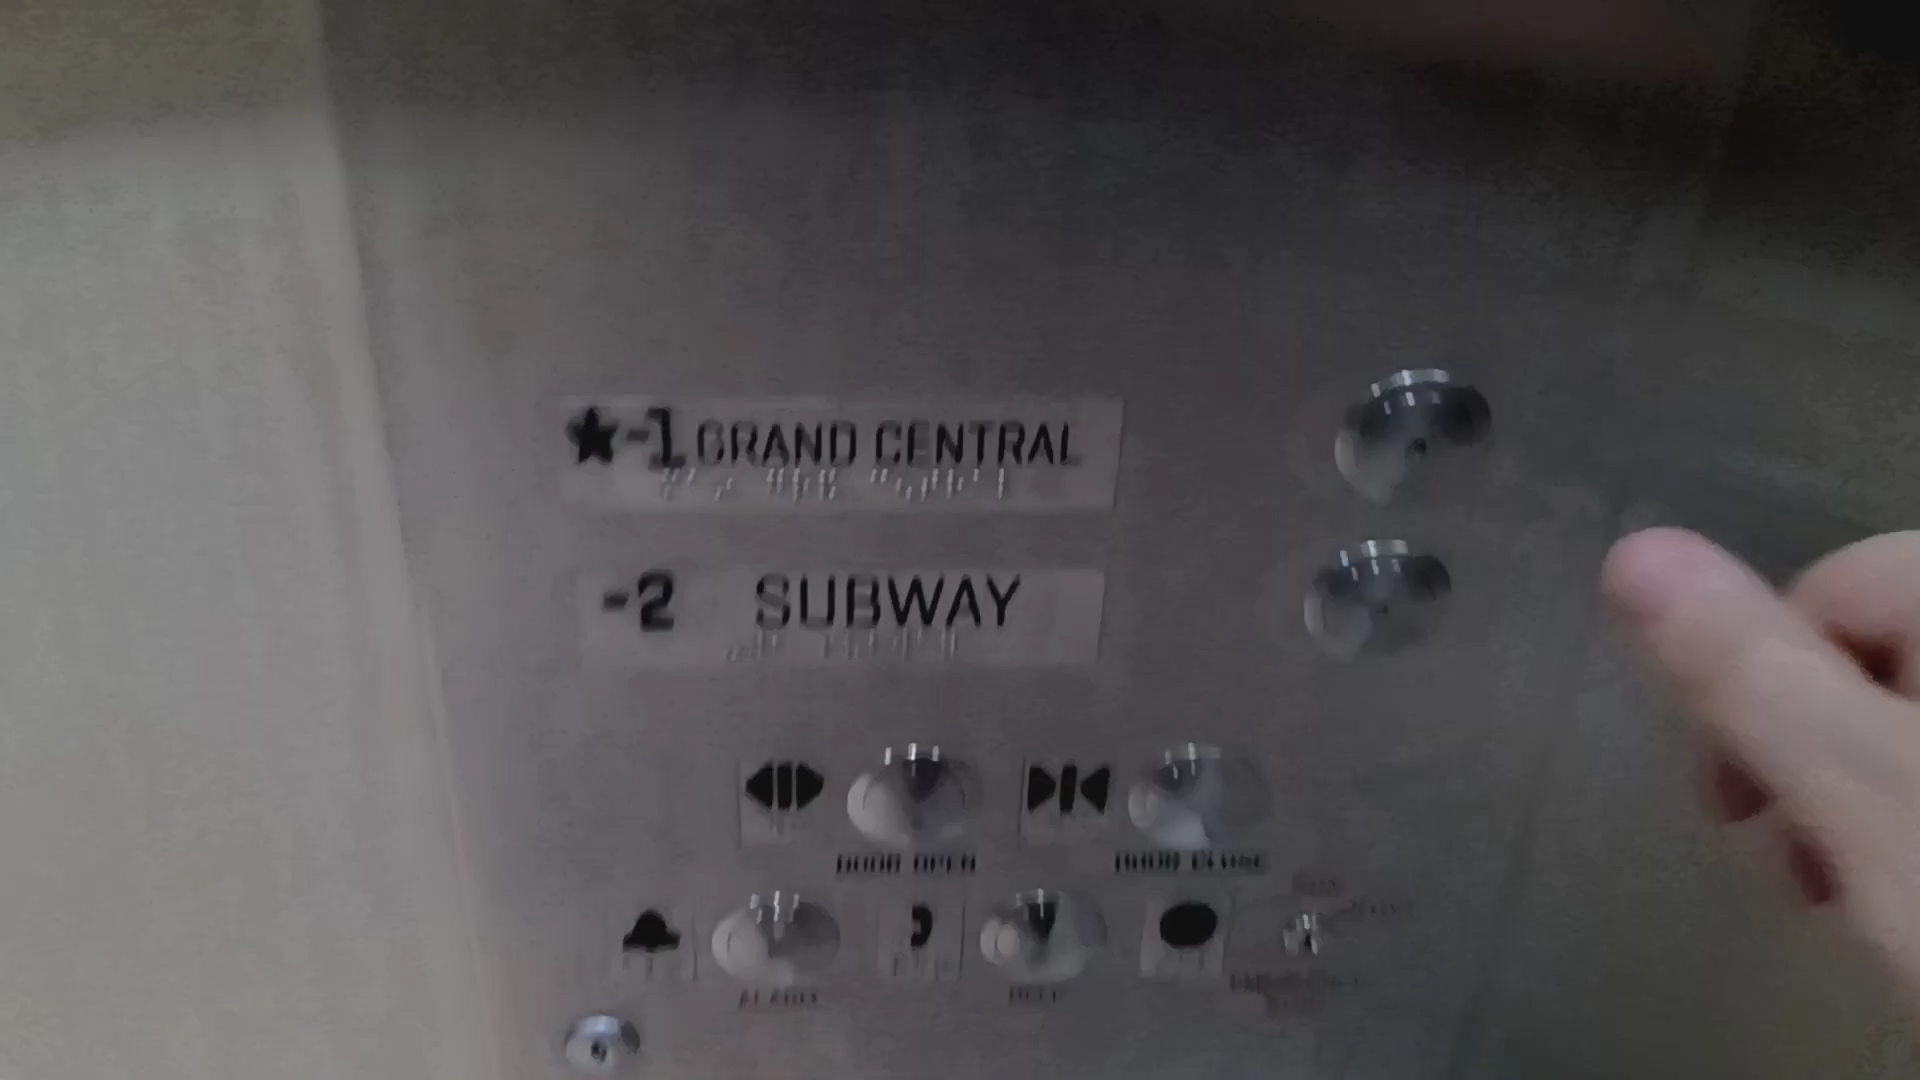 ★-1 GRAND CENTRAL
-2 SUBWAY
DOOR OPEN
DOOR CLOSE
ALARM